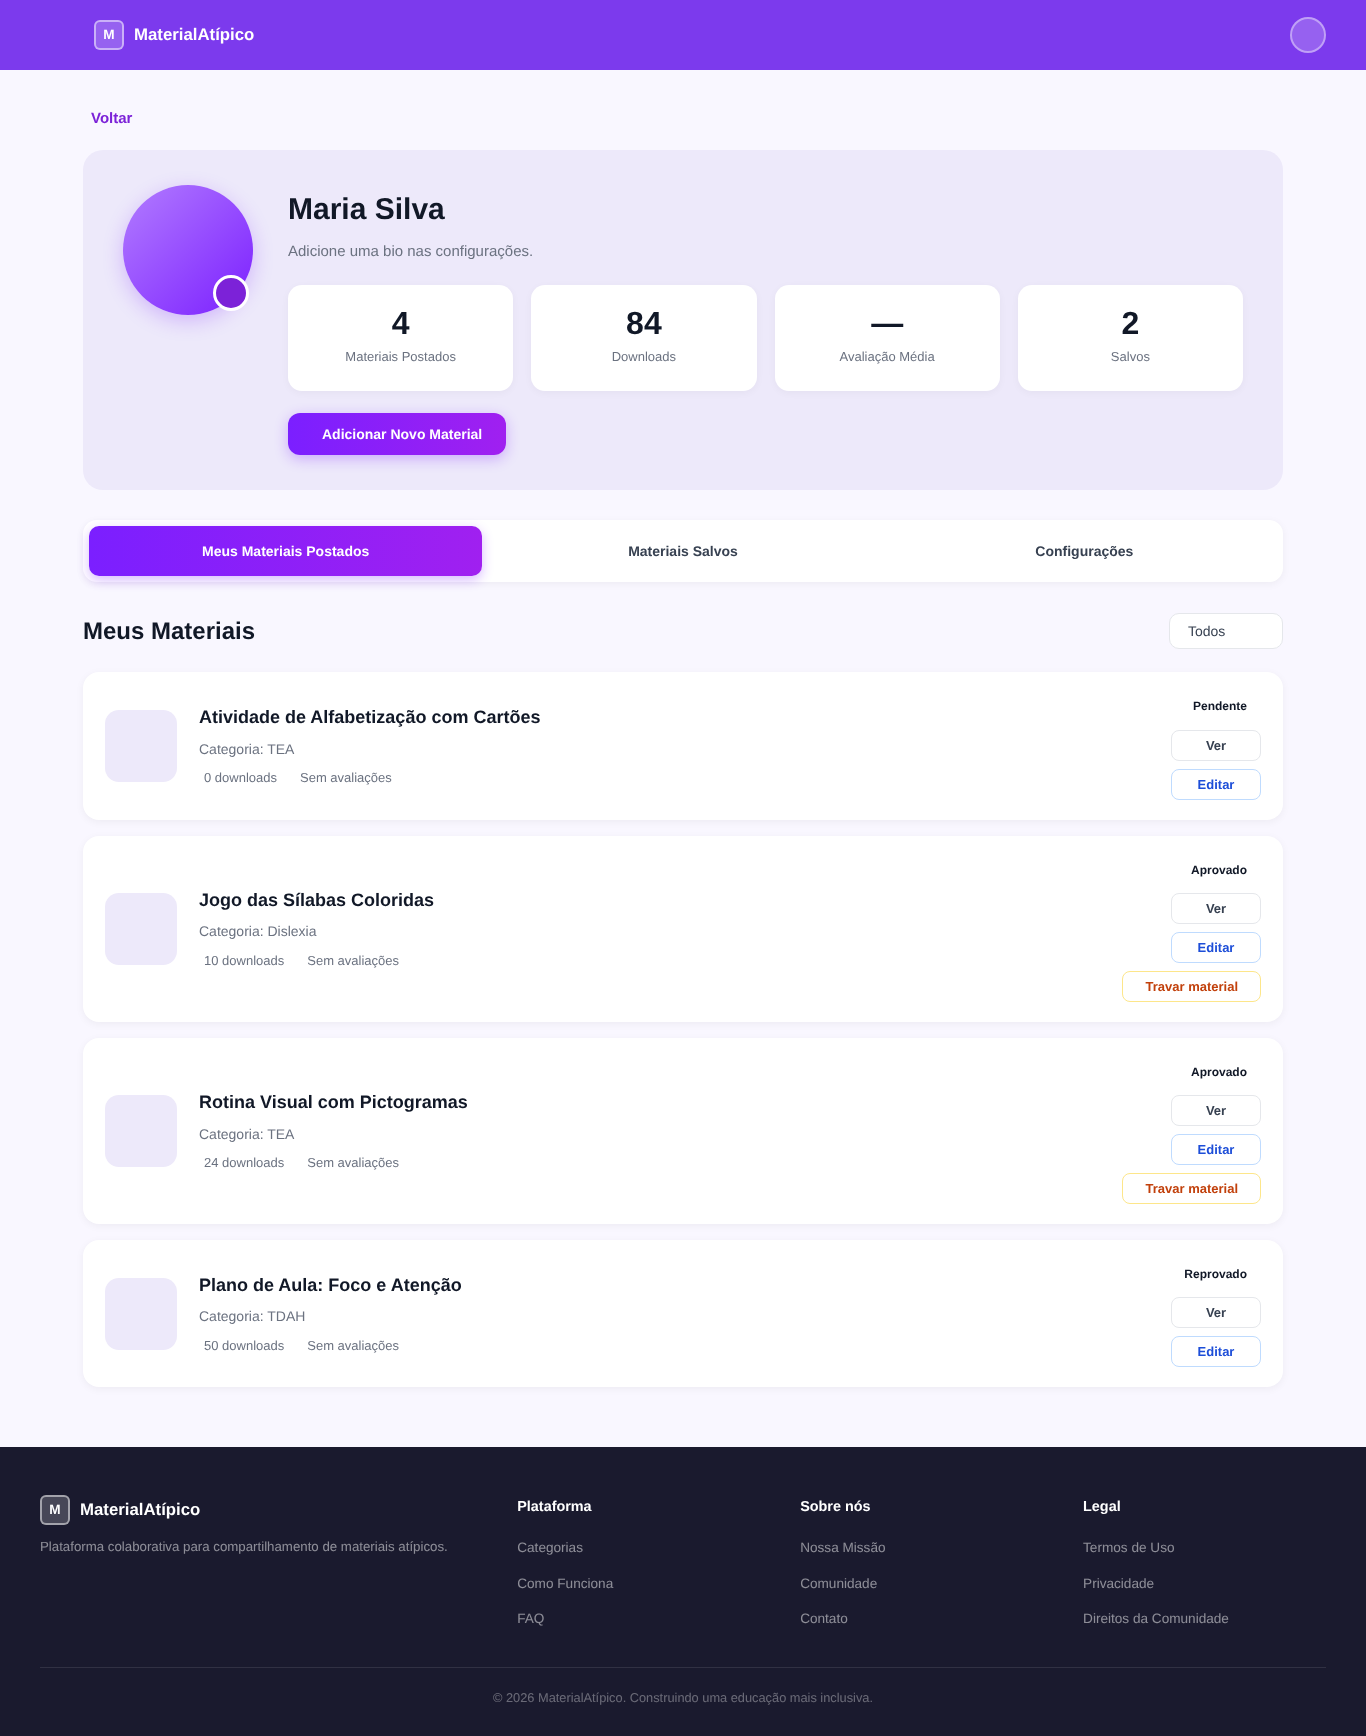 M MaterialAtípico
Voltar
Maria Silva
Adicione uma bio nas configurações.
4
Materiais Postados
84
Downloads
—
Avaliação Média
2
Salvos
Adicionar Novo Material
Meus Materiais Postados
Materiais Salvos
Configurações
Meus Materiais
Todos
Atividade de Alfabetização com Cartões
Categoria: TEA
0 downloads Sem avaliações
Pendente
Ver
Editar
Jogo das Sílabas Coloridas
Categoria: Dislexia
10 downloads Sem avaliações
Aprovado
Ver
Editar
Travar material
Rotina Visual com Pictogramas
Categoria: TEA
24 downloads Sem avaliações
Aprovado
Ver
Editar
Travar material
Plano de Aula: Foco e Atenção
Categoria: TDAH
50 downloads Sem avaliações
Reprovado
Ver
Editar
M MaterialAtípico
Plataforma colaborativa para compartilhamento de materiais atípicos.
Plataforma
Categorias
Como Funciona
FAQ
Sobre nós
Nossa Missão
Comunidade
Contato
Legal
Termos de Uso
Privacidade
Direitos da Comunidade
© 2026 MaterialAtípico. Construindo uma educação mais inclusiva.